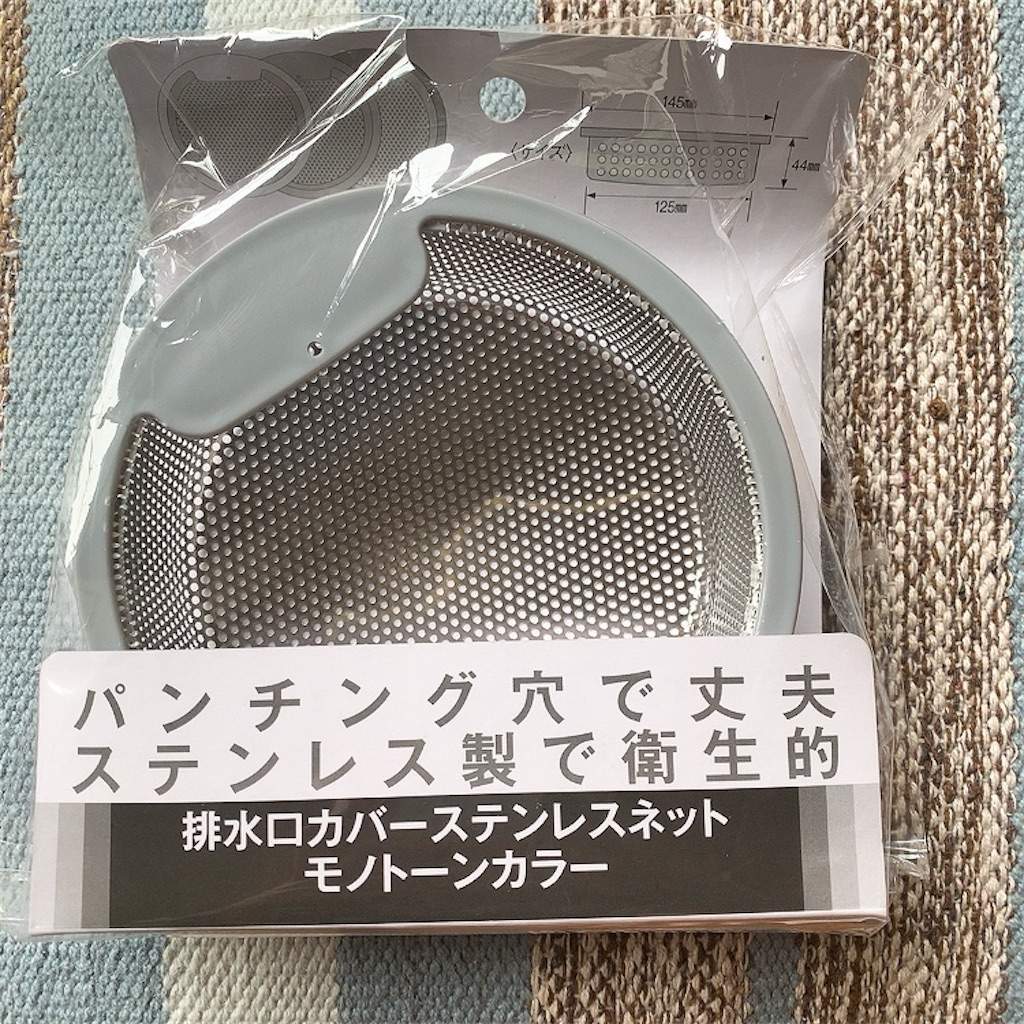 145㎜
〈サイズ〉
44㎜
125㎜
パンチング穴で丈夫
ステンレス製で衛生的
排水口カバーステンレスネット
モノトーンカラー